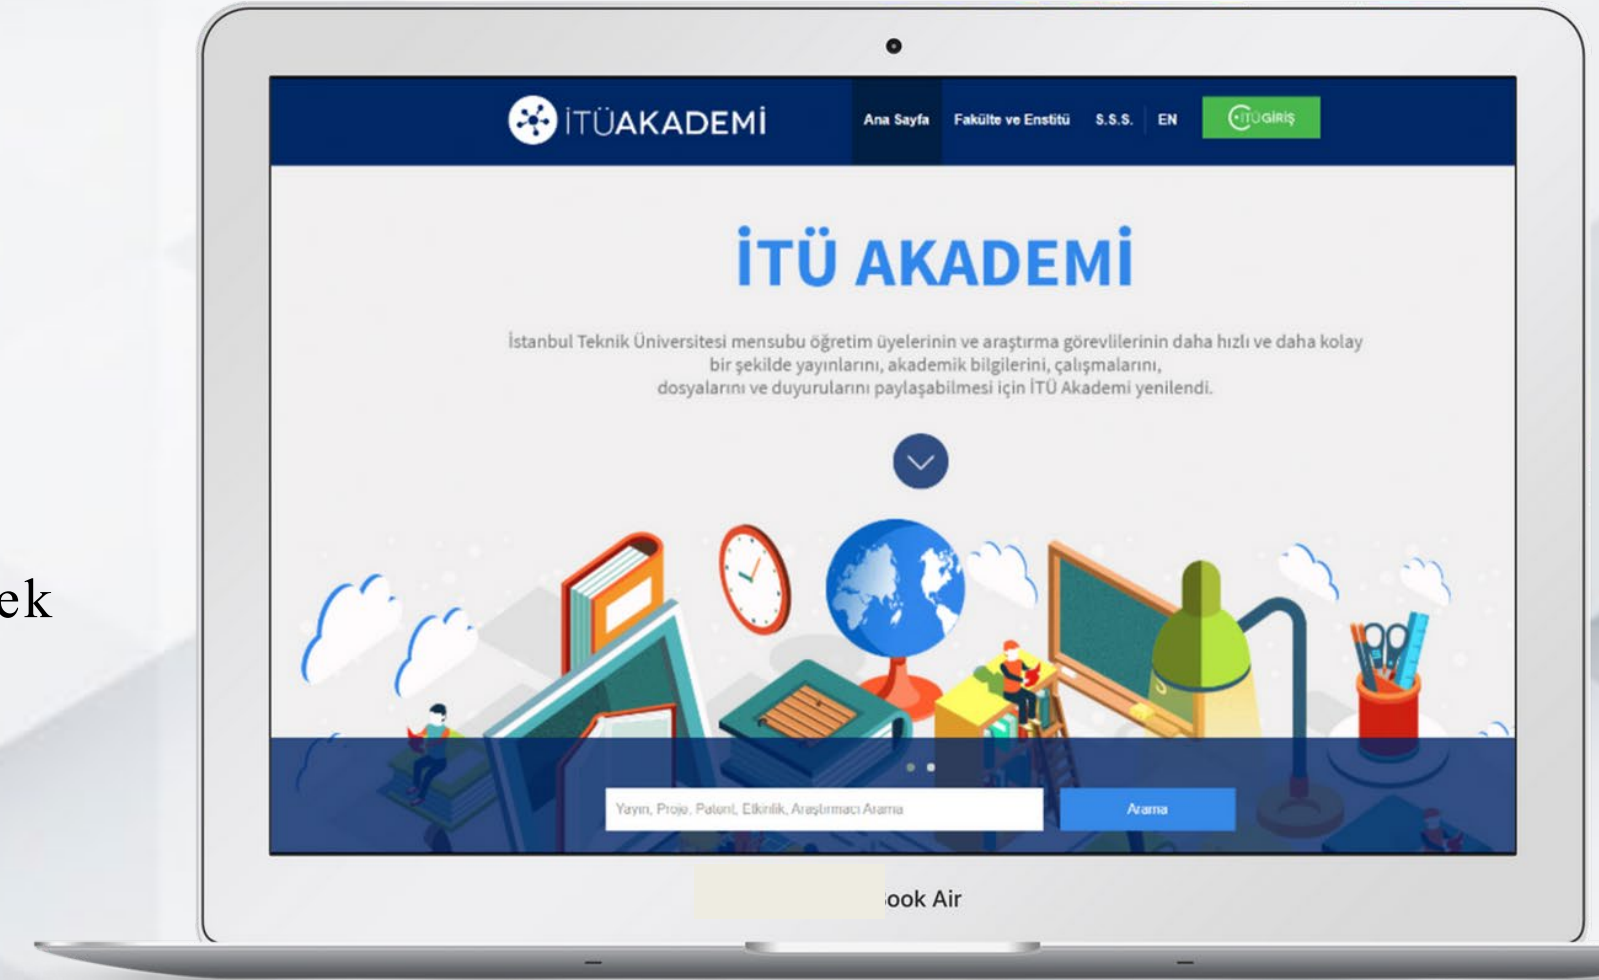 İTÜAKADEMİ
Ana Sayfa Fakülte ve Enstitü S.S.S. EN İTÜGİRİŞ
İTÜ AKADEMİ
İstanbul Teknik Üniversitesi mensubu öğretim üyelerinin ve araştırma görevlilerinin daha hızlı ve daha kolay
bir şekilde yayınlarını, akademik bilgilerini, çalışmalarını,
dosyalarını ve duyurularını paylaşabilmesi için İTÜ Akademi yenilendi.
ek
Yayın, Proje, Patent, Etkinlik, Araştırmacı Arama
Arama
ook Air